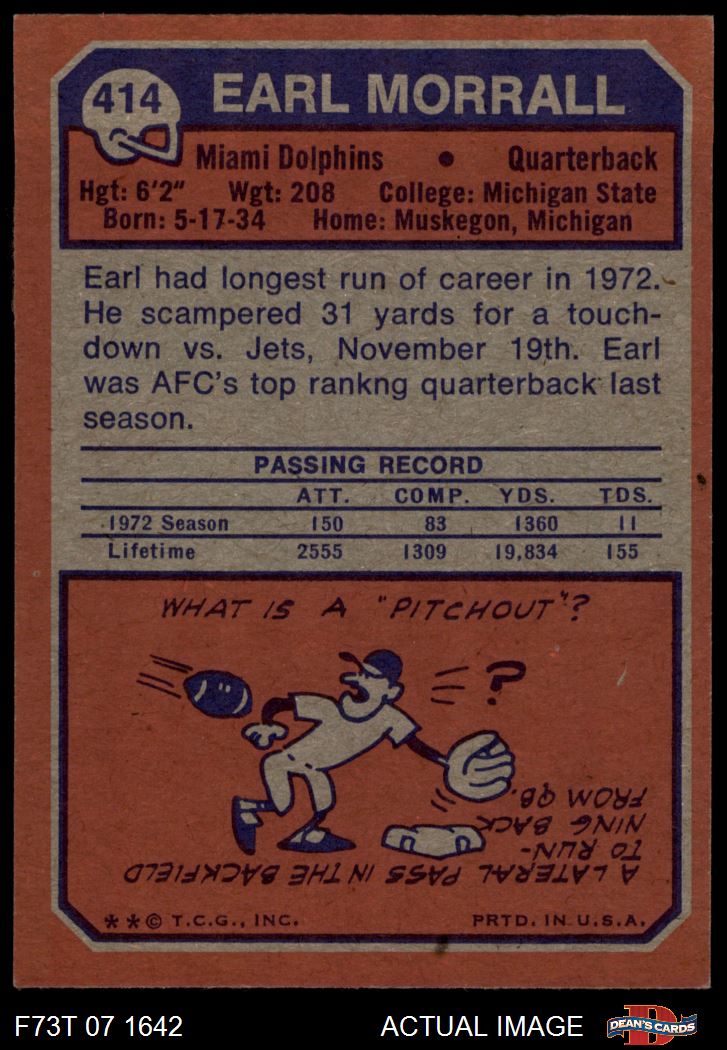 414
EARL MORRALL
Miami Dolphins • Quarterback
Hgt: 6'2" Wgt: 208 College: Michigan State
Born: 5-17-34 Home: Muskegon, Michigan
Earl had longest run of career in 1972.
He scampered 31 yards for a touch-
down vs. Jets, November 19th. Earl
was AFC's top rankng quarterback last
season.
PASSING RECORD
ATT. COMP. YDS. TDS.
1972 Season 150 83 1360 11
Lifetime 2555 1309 19,834 155
WHAT IS A "PITCHOUT"?
?
A LATERAL PASS IN THE BACKFIELD
TO RUN-
NING BACK
FROM QB.
**© T.C.G., INC. PRTD. IN U.S.A.
F73T 07 1642 ACTUAL IMAGE
D
DEAN'S CARDS